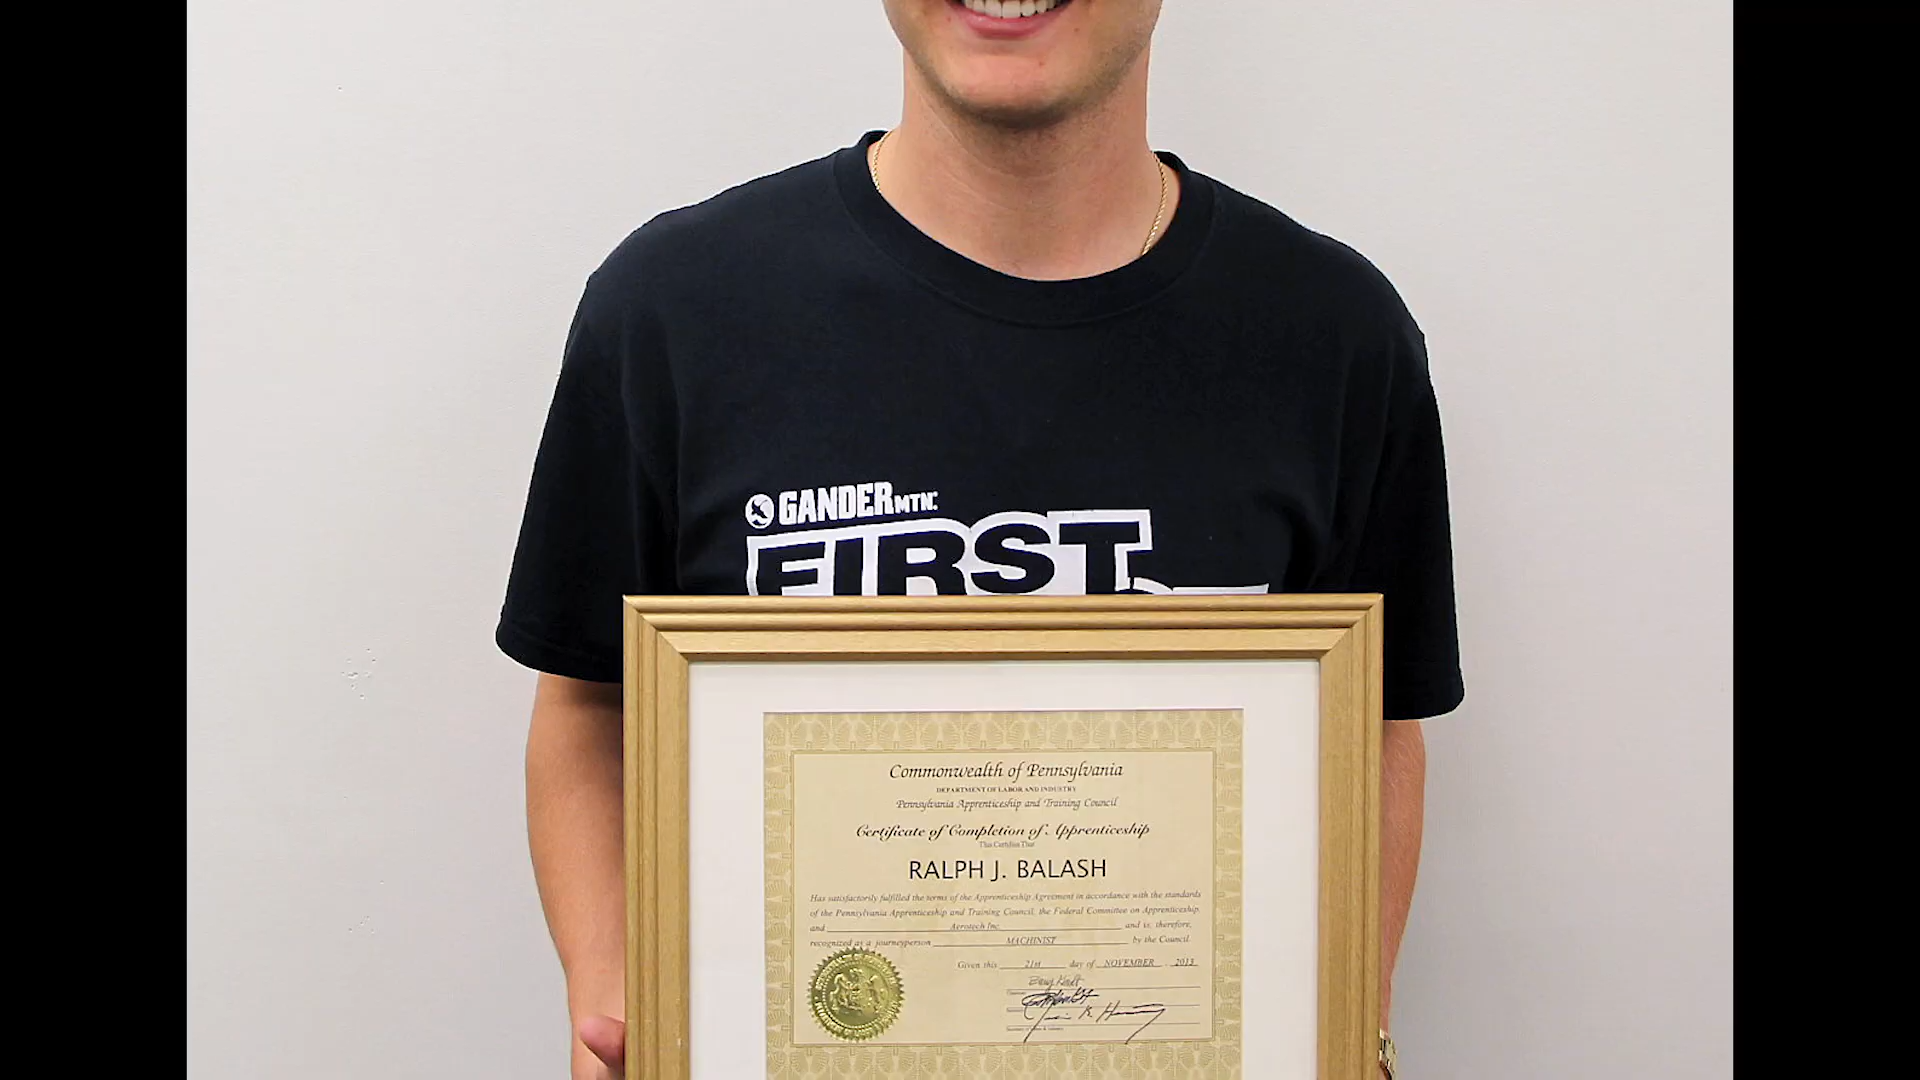 GANDER MTN.
FIRST
Commonwealth of Pennsylvania
DEPARTMENT OF LABOR AND INDUSTRY
Pennsylvania Apprenticeship and Training Council
Certificate of Completion of Apprenticeship
This Certifies That
RALPH J. BALASH
Has satisfactorily fulfilled the terms of the Apprenticeship Agreement in accordance with the standards
of the Pennsylvania Apprenticeship and Training Council, the Federal Committee on Apprenticeship,
and Aerotech Inc. and is, therefore,
recognized as a journeyperson MACHINIST by the Council
Given this 21st day of NOVEMBER, 2013